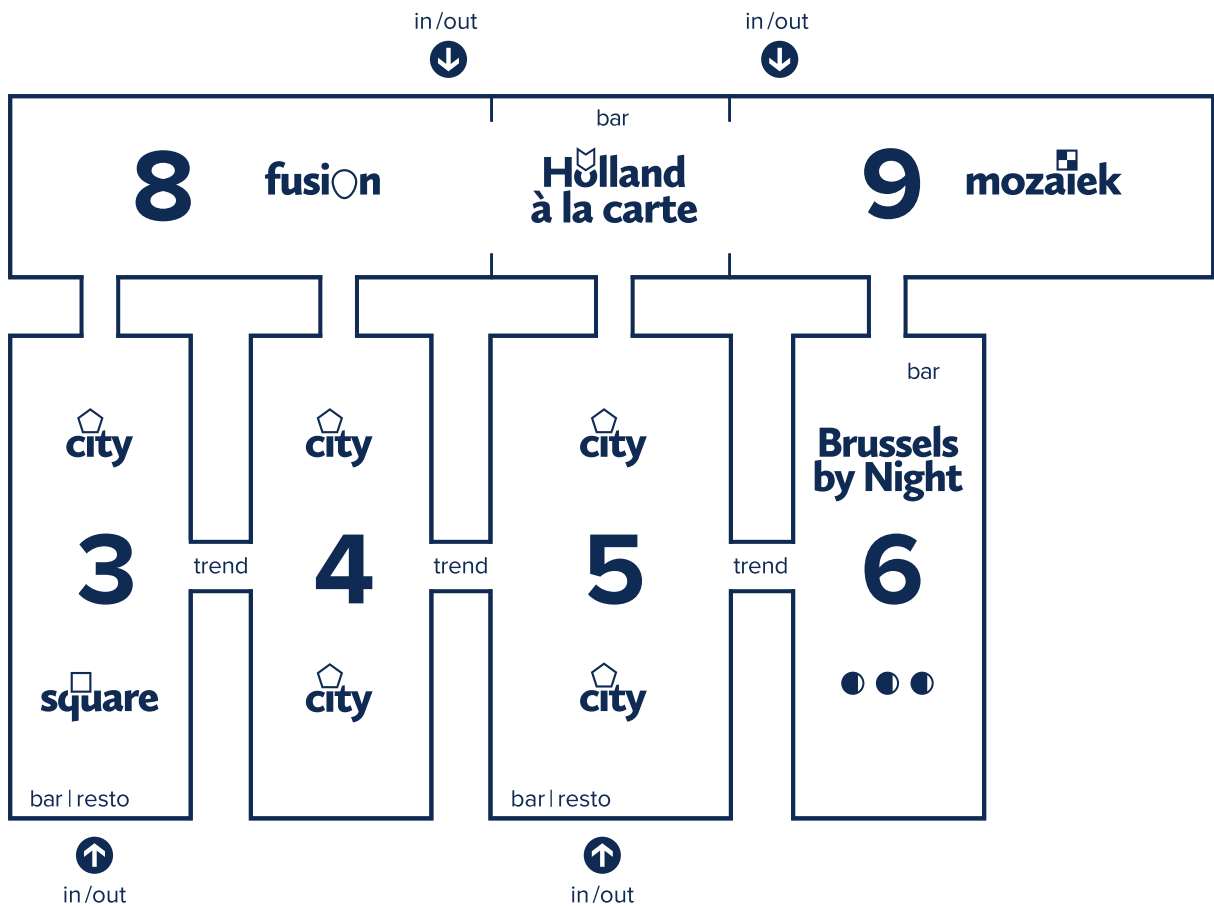 in/out
in/out
bar
8
fusion
Holland
à la carte
9
mozaïek
bar
city
city
city
Brussels
by Night
3
trend
4
trend
5
trend
6
square
city
city
bar|resto
bar|resto
in/out
in/out